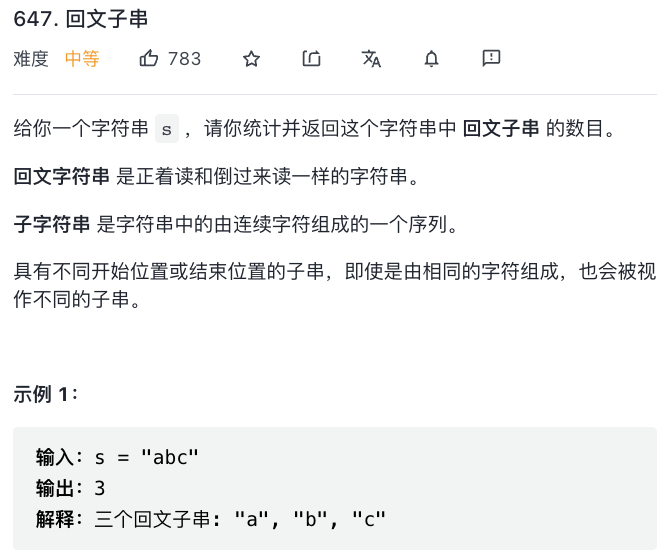 647. 回文子串
难度 中等 783
给你一个字符串 s ，请你统计并返回这个字符串中 回文子串 的数目。
回文字符串 是正着读和倒过来读一样的字符串。
子字符串 是字符串中的由连续字符组成的一个序列。
具有不同开始位置或结束位置的子串，即使是由相同的字符组成，也会被视
作不同的子串。
示例 1：
输入：s = "abc"
输出：3
解释：三个回文子串: "a", "b", "c"